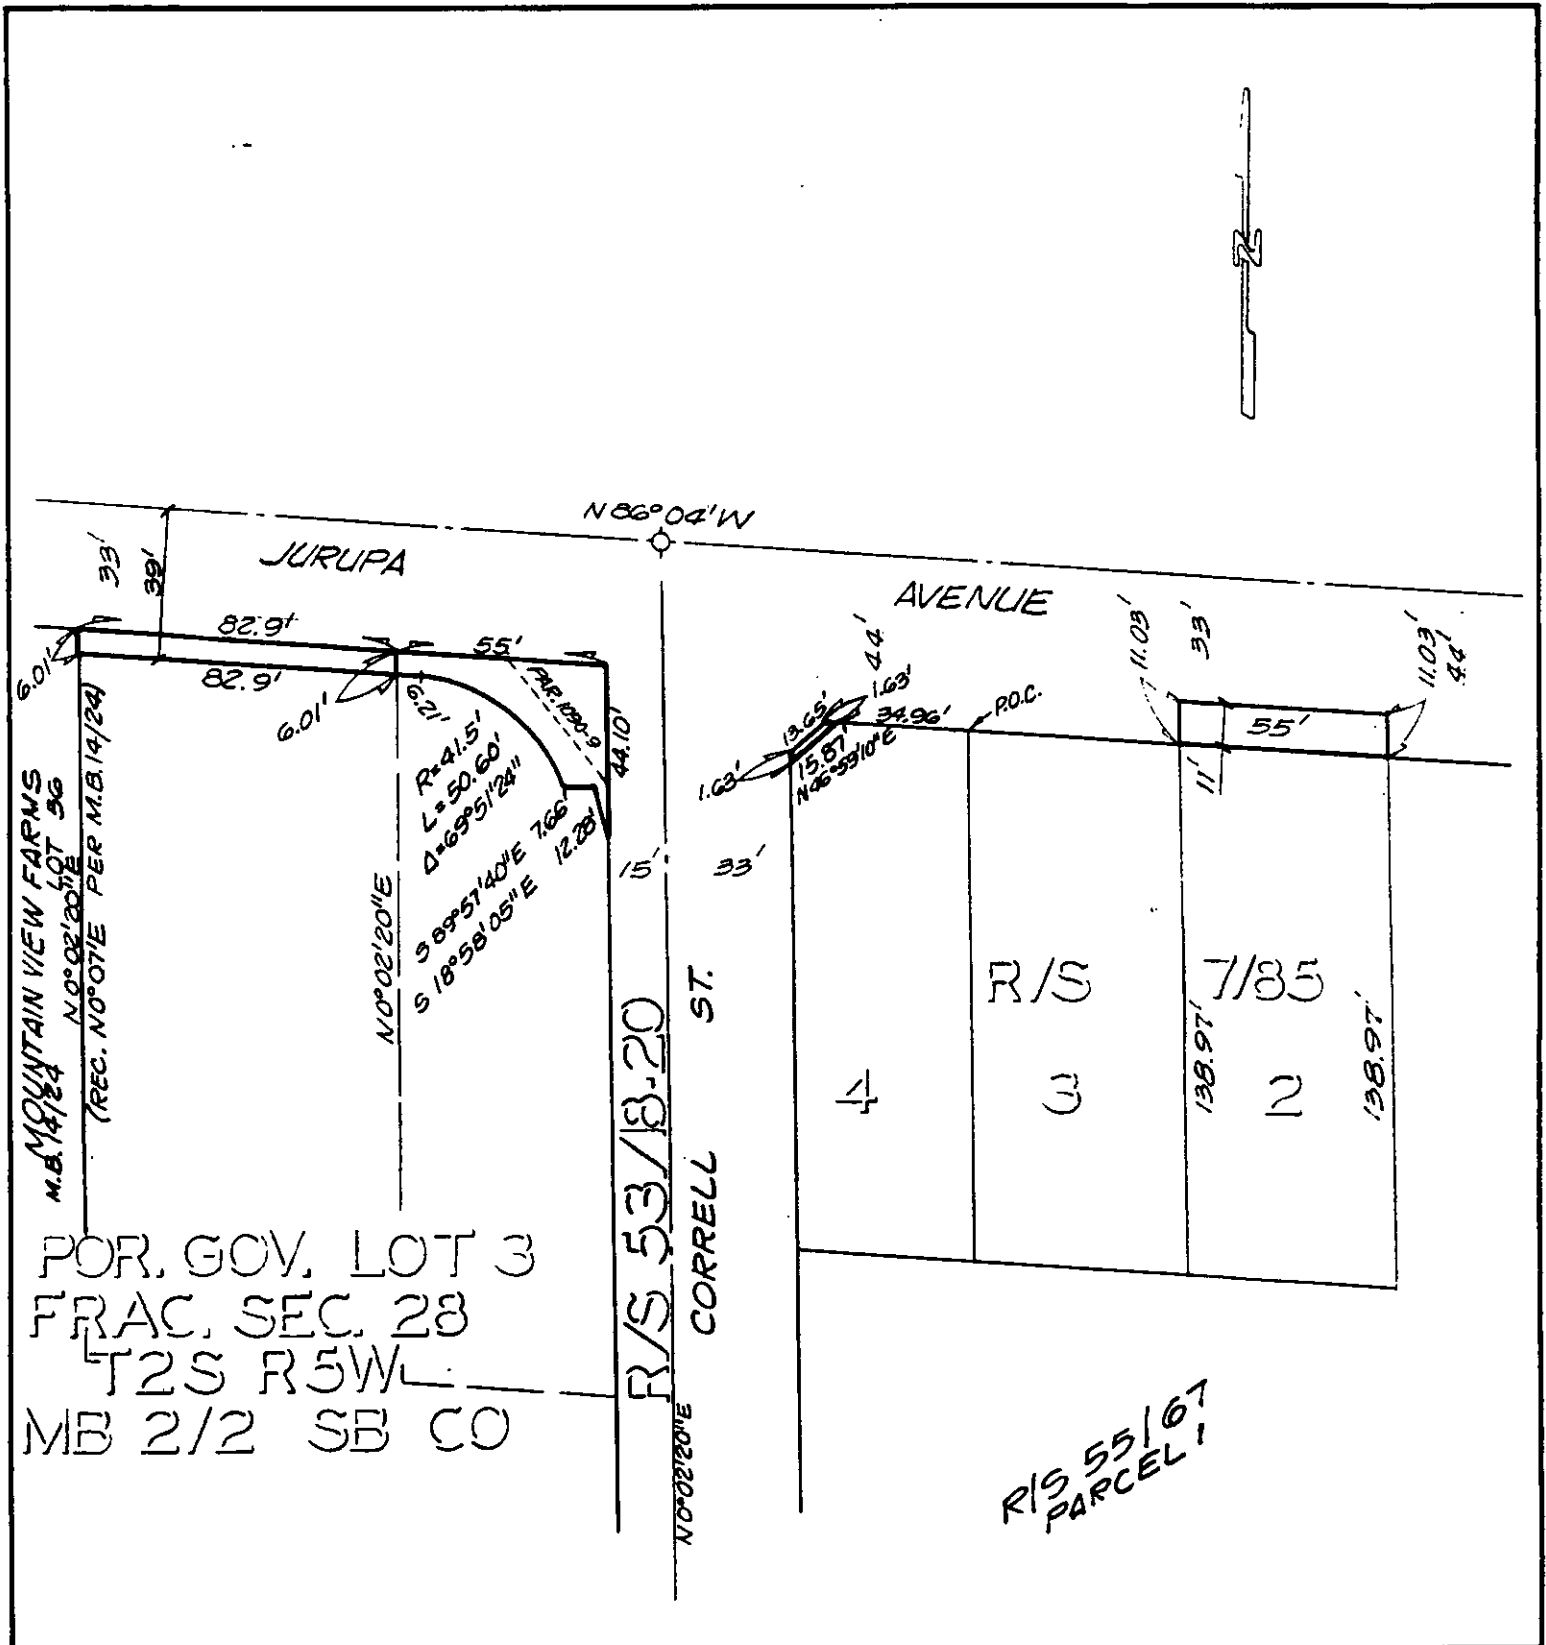 N
N 86°04' W
JURUPA
AVENUE
33'
39'
82.9'
82.9'
6.01'
6.01'
55'
PAR. 1090-9
44.10'
6.21'
R=41.5'
L=50.60'
Δ=69°51'24"
S 89°57'40"E 7.66'
S 18°58'05"E 12.28'
15'
33'
44'
13.65'
1.63'
1.63'
15.87'
N46°59'10"E
34.96'
P.O.C.
11.03'
33'
55'
11'
11.03'
44'
MOUNTAIN VIEW FARMS
M.B. 14/24 LOT 56
N0°02'20"E
(REC. N0°07'E PER M.B. 14/24)
N0°02'20"E
R/S 53/18-20
CORRELL ST.
N0°02'20"E
R/S 7/85
4
3
2
138.97'
138.97'
POR. GOV. LOT 3
FRAC. SEC. 28
T2S R5W
MB 2/2 SB CO
R/S 55/67
PARCEL 1